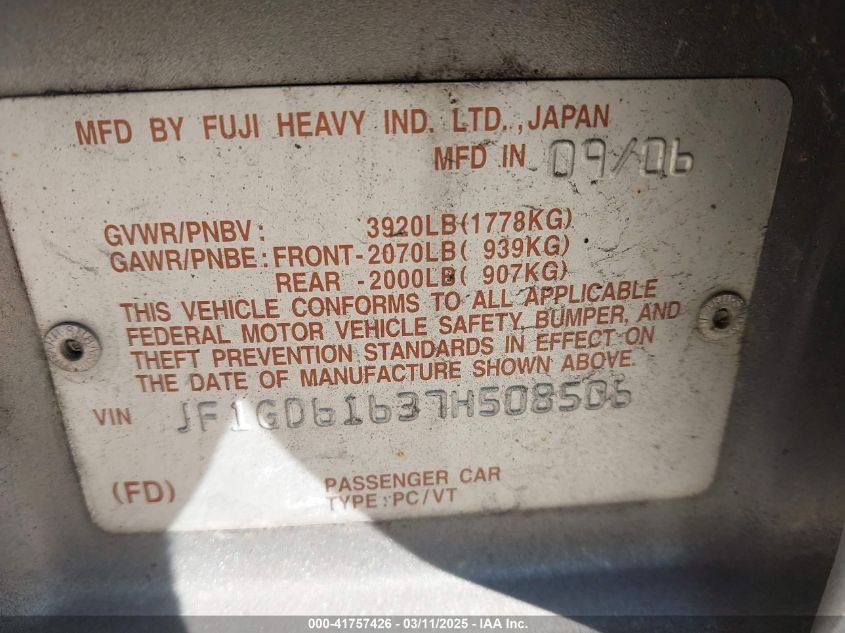 MFD BY FUJI HEAVY IND. LTD., JAPAN
MFD IN 09/06
GVWR/PNBV: 3920LB(1778KG)
GAWR/PNBE: FRONT-2070LB( 939KG)
REAR -2000LB( 907KG)
THIS VEHICLE CONFORMS TO ALL APPLICABLE
FEDERAL MOTOR VEHICLE SAFETY, BUMPER, AND
THEFT PREVENTION STANDARDS IN EFFECT ON
THE DATE OF MANUFACTURE SHOWN ABOVE.
VIN JF1GD61637H508506
(FD) PASSENGER CAR
TYPE:PC/VT
000-41757426 - 03/11/2025 - IAA Inc.